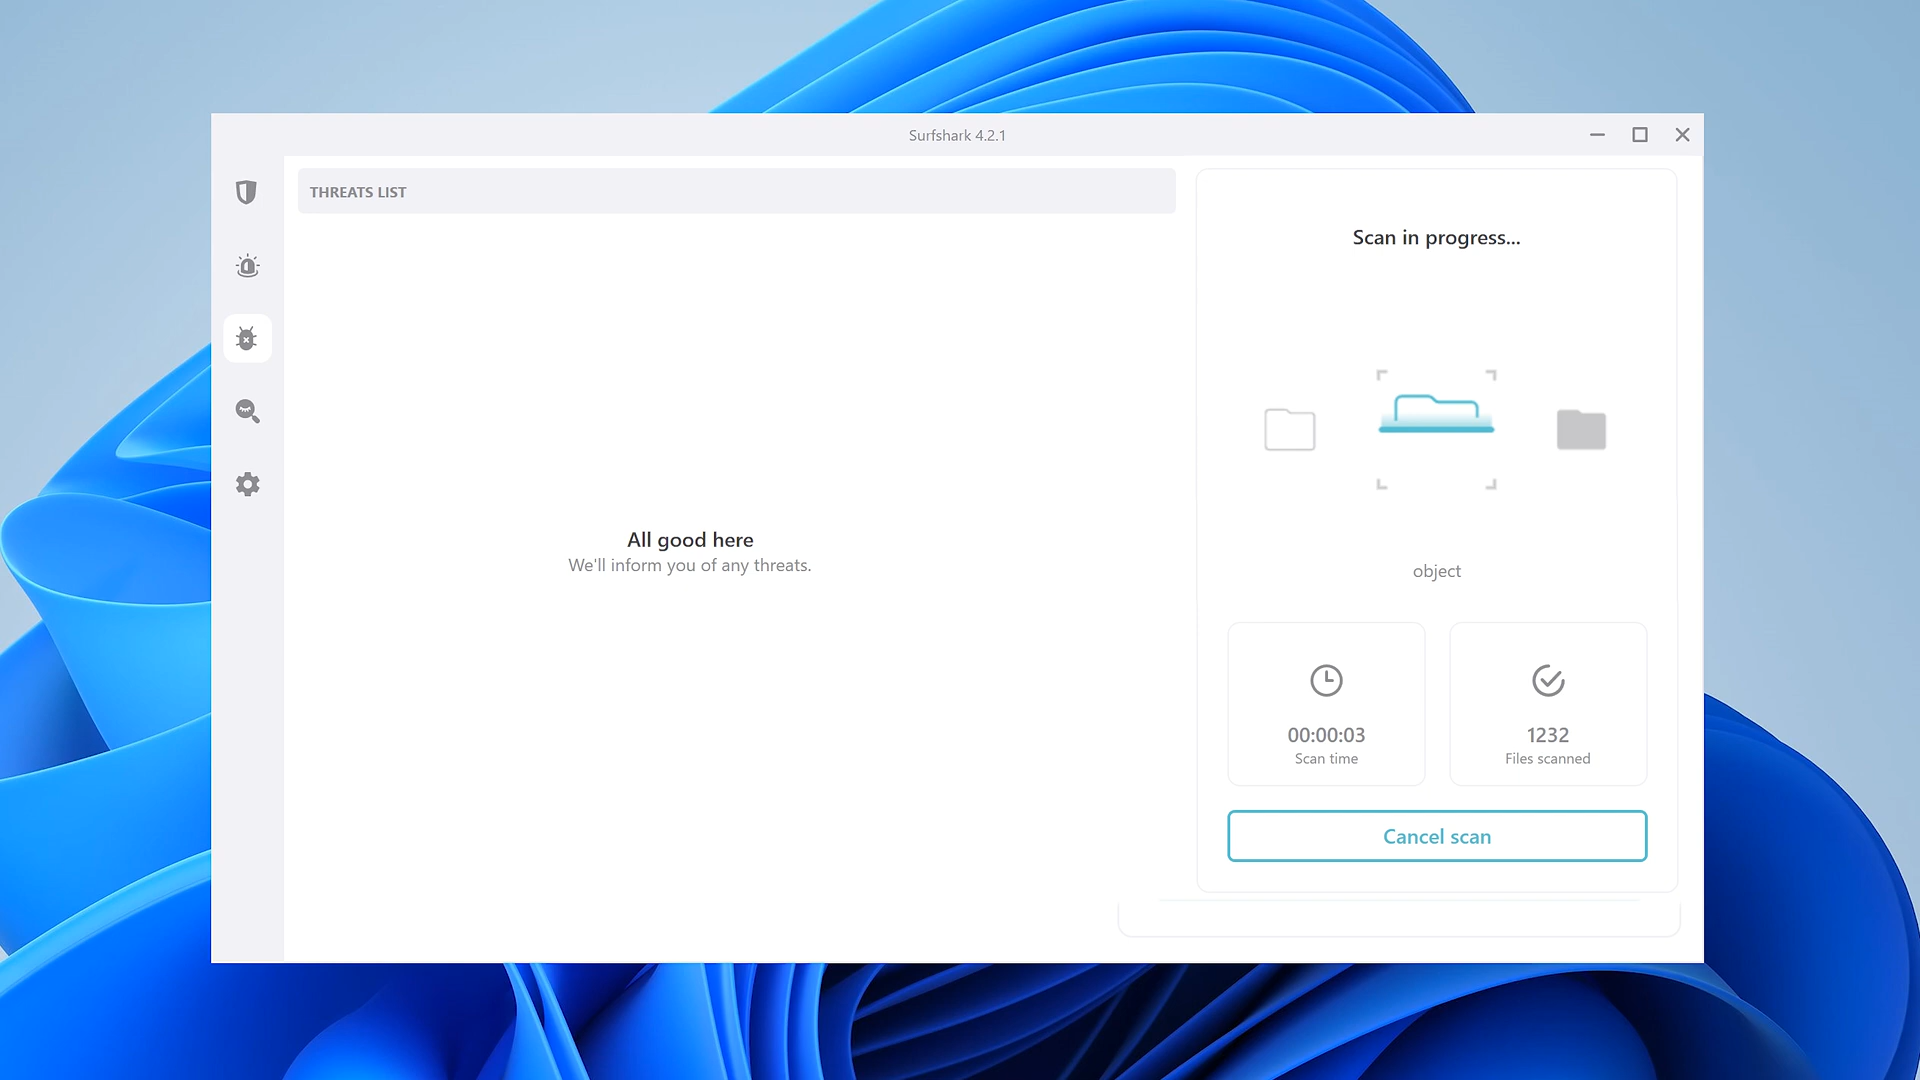 Surfshark 4.2.1
THREATS LIST
All good here
We'll inform you of any threats.
Scan in progress...
object
00:00:03
Scan time
1232
Files scanned
Cancel scan